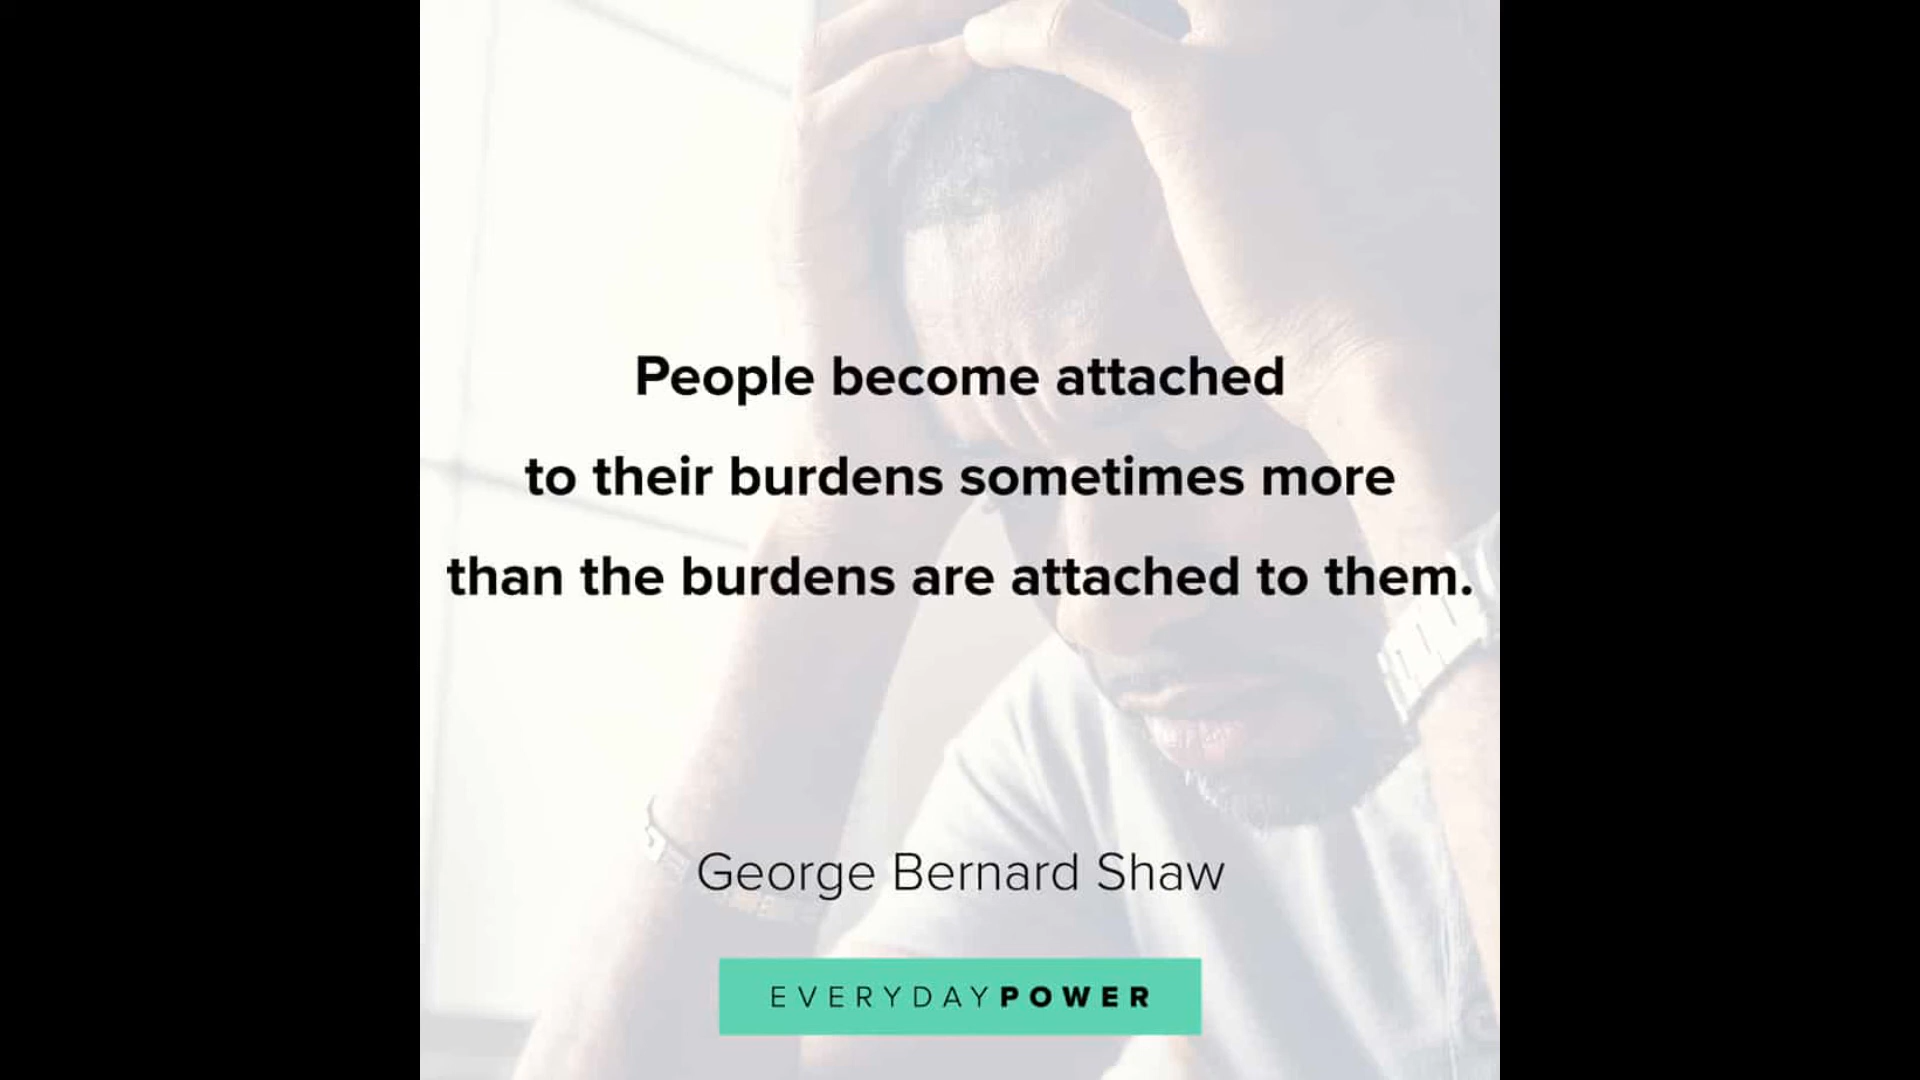 People become attached
to their burdens sometimes more
than the burdens are attached to them.
George Bernard Shaw
EVERYDAYPOWER